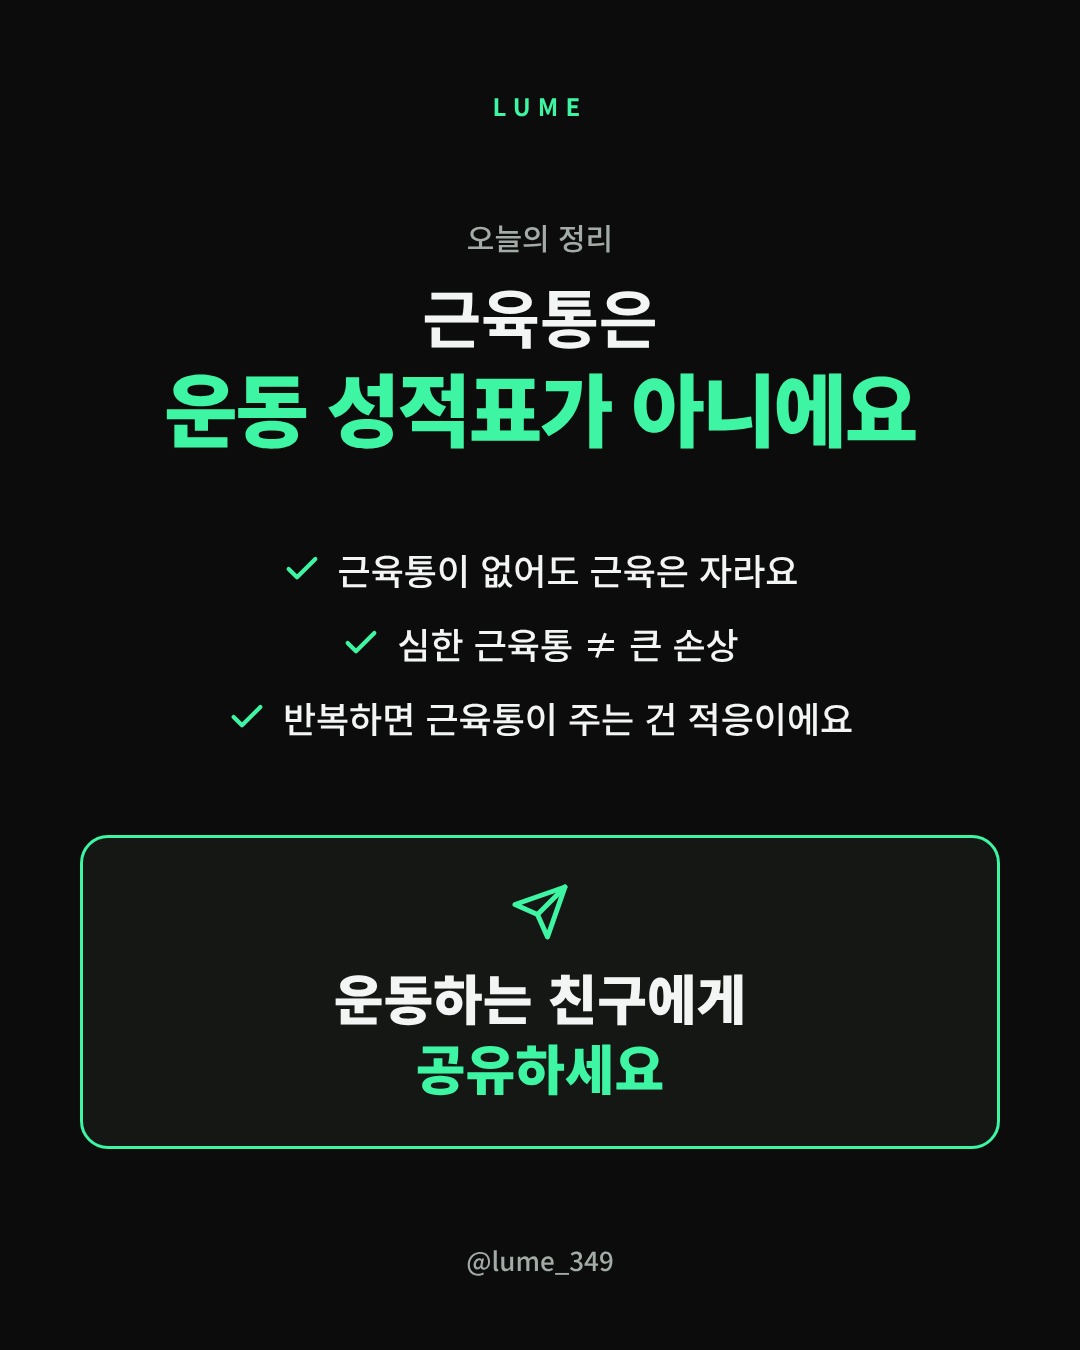 LUME
오늘의 정리
근육통은
운동 성적표가 아니에요
근육통이 없어도 근육은 자라요
심한 근육통 ≠ 큰 손상
반복하면 근육통이 주는 건 적응이에요
운동하는 친구에게
공유하세요
@lume_349